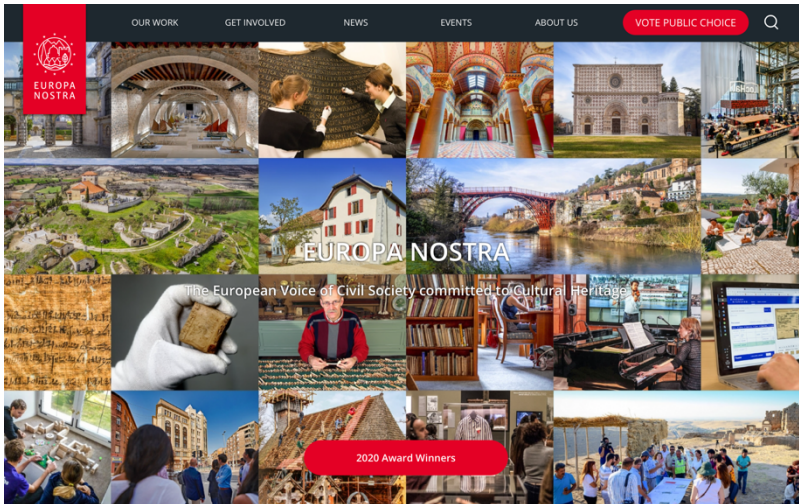 OUR WORK
GET INVOLVED
NEWS
EVENTS
ABOUT US
VOTE PUBLIC CHOICE
EUROPA
NOSTRA
EUROPA NOSTRA
The European Voice of Civil Society committed to Cultural Heritage
2020 Award Winners